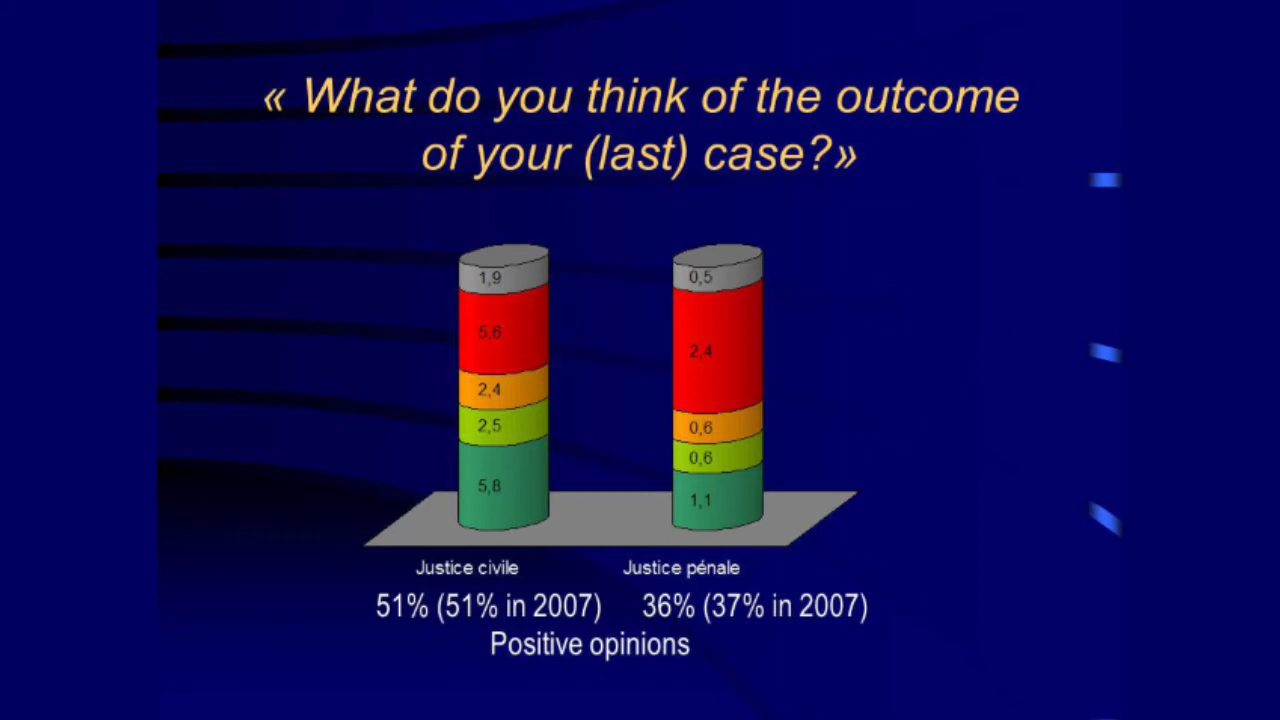 « What do you think of the outcome
of your (last) case?»
1,9 0,5
5,6 2,4
2,4 0,6
2,5 0,6
5,8 1,1
Justice civile Justice pénale
51% (51% in 2007) 36% (37% in 2007)
Positive opinions